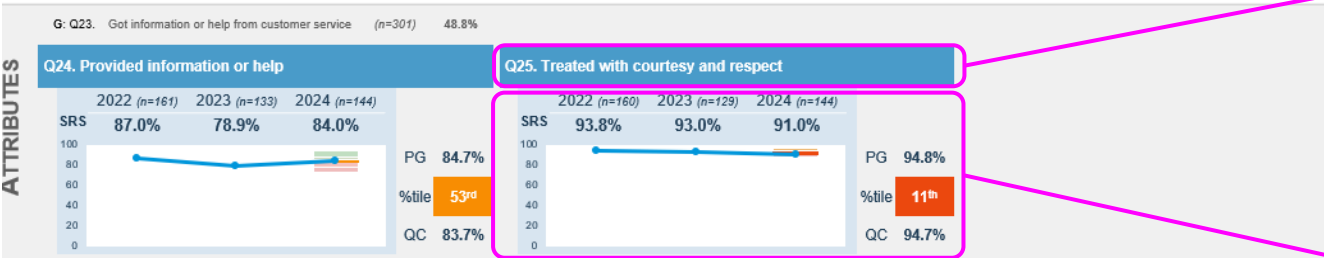 G: Q23. Got information or help from customer service (n=301) 48.8%
ATTRIBUTES
Q24. Provided information or help
2022 (n=161) 2023 (n=133) 2024 (n=144)
SRS 87.0% 78.9% 84.0%
100
80
60
40
20
0
PG 84.7%
%tile 53rd
QC 83.7%
Q25. Treated with courtesy and respect
2022 (n=160) 2023 (n=129) 2024 (n=144)
SRS 93.8% 93.0% 91.0%
100
80
60
40
20
0
PG 94.8%
%tile 11th
QC 94.7%